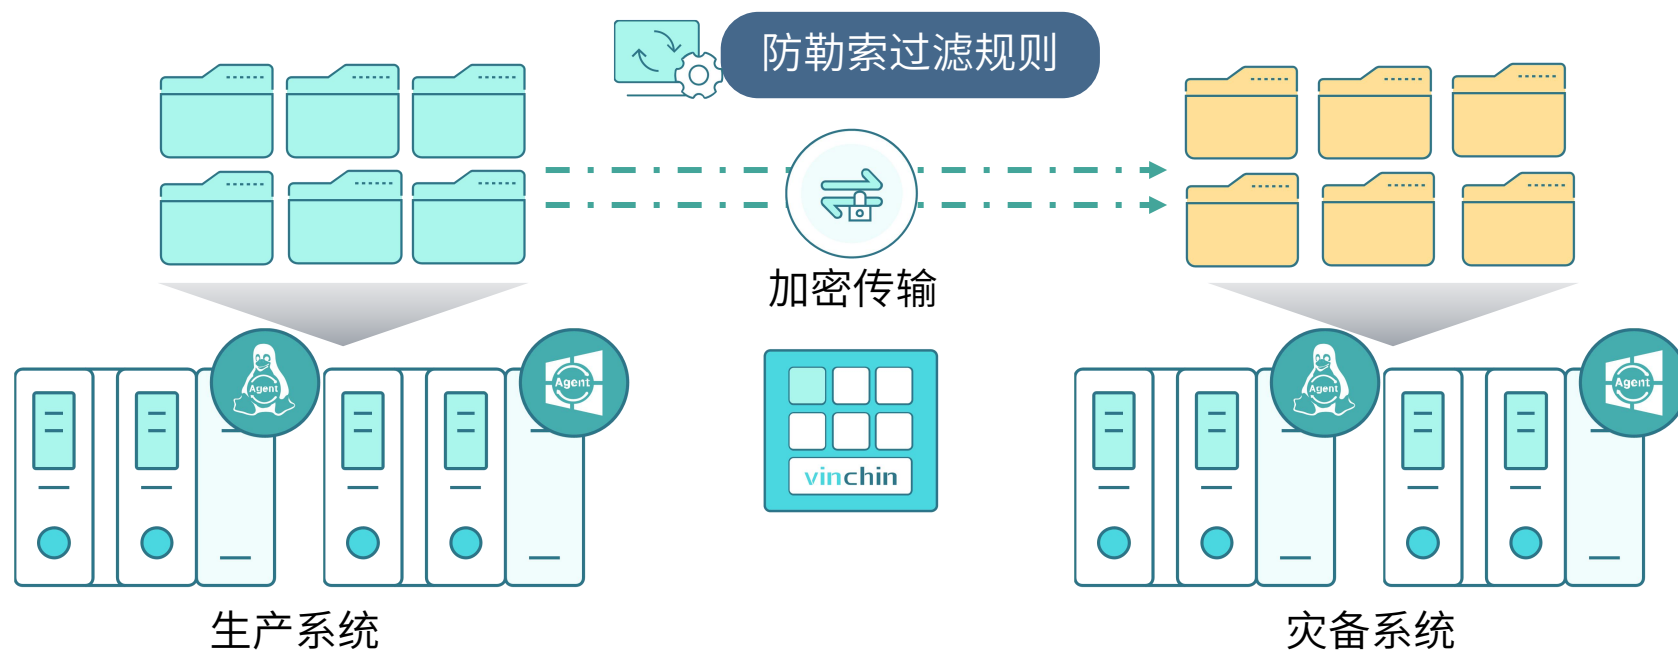 防勒索过滤规则
加密传输
Agent
Agent
Agent
Agent
vinchin
生产系统
灾备系统